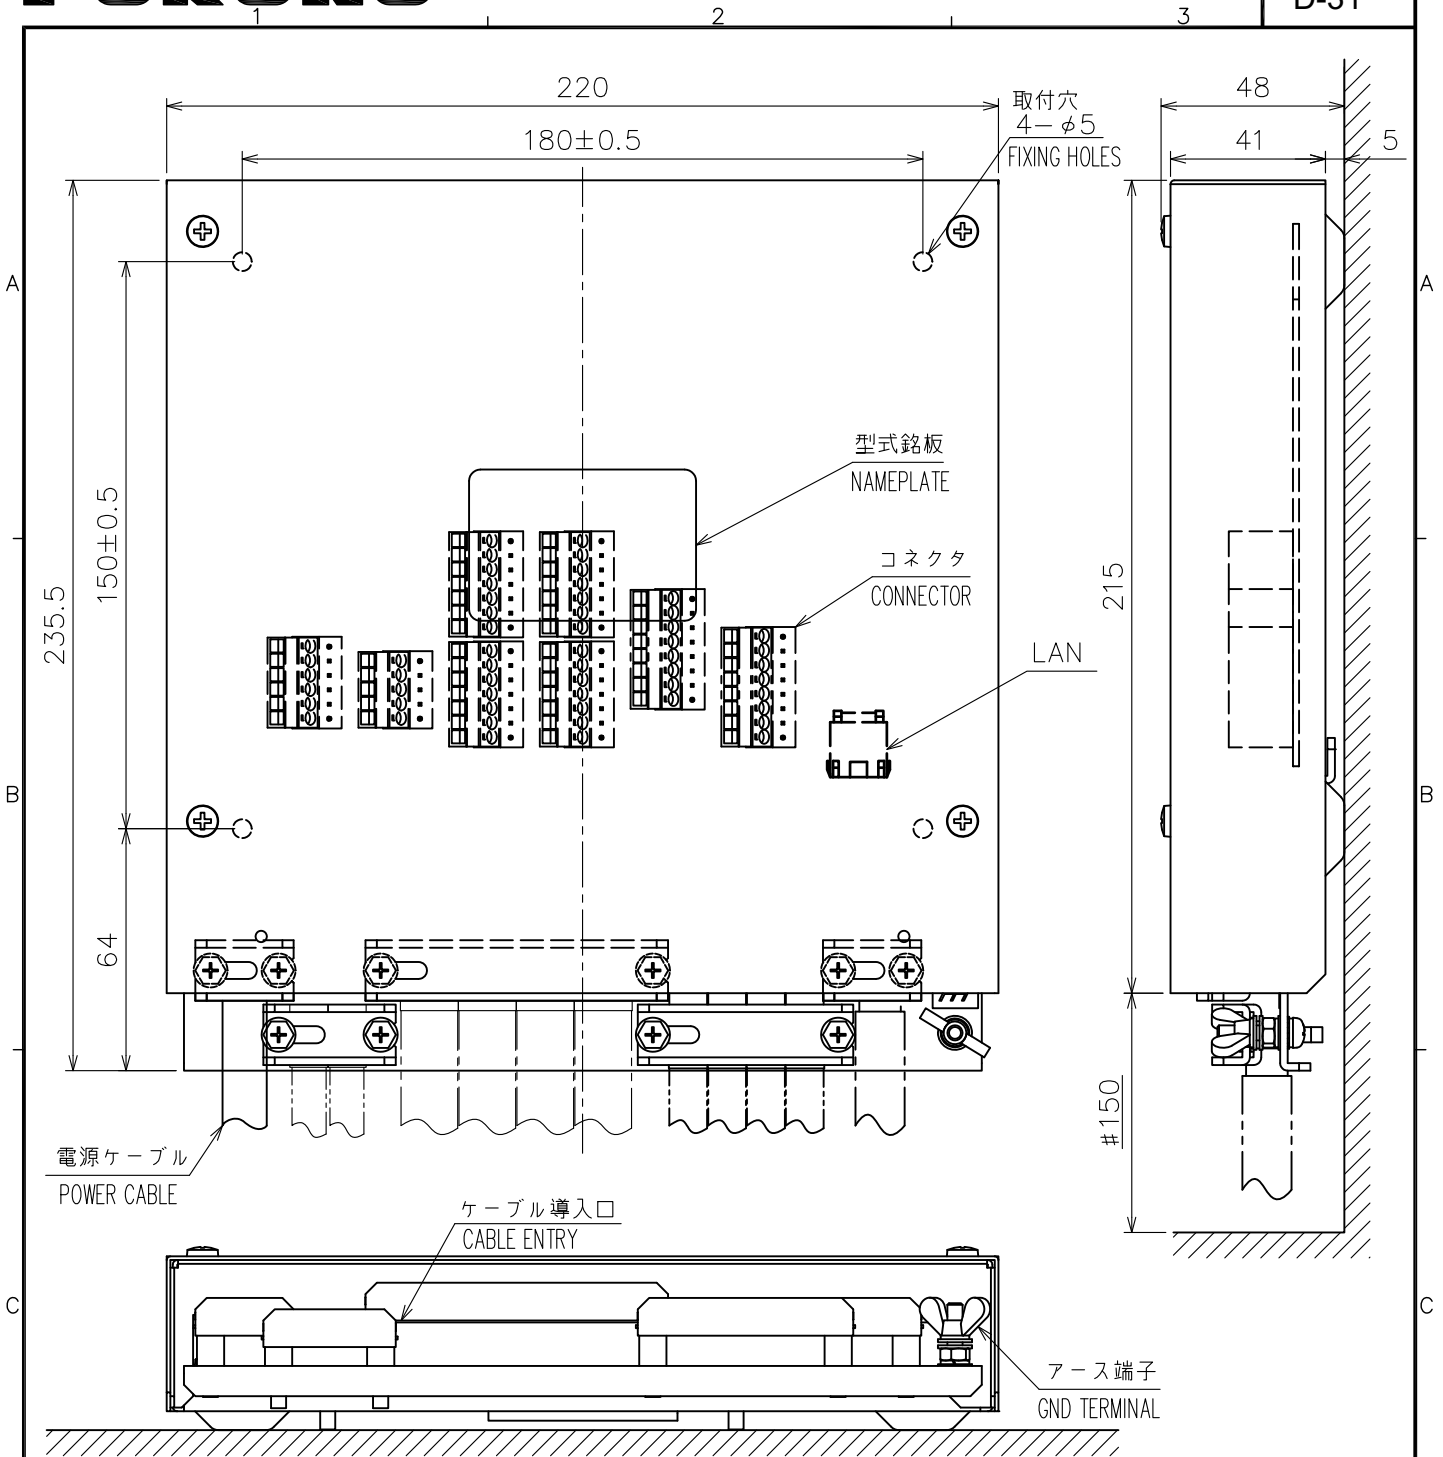 FURUNO
D-31
1
2
3
220
取付穴
4-φ5
FIXING HOLES
180±0.5
48
41
5
A
A
型式銘板
NAMEPLATE
150±0.5
コネクタ
CONNECTOR
235.5
215
LAN
B
B
64
#150
電源ケーブル
POWER CABLE
ケーブル導入口
CABLE ENTRY
C
C
アース端子
GND TERMINAL